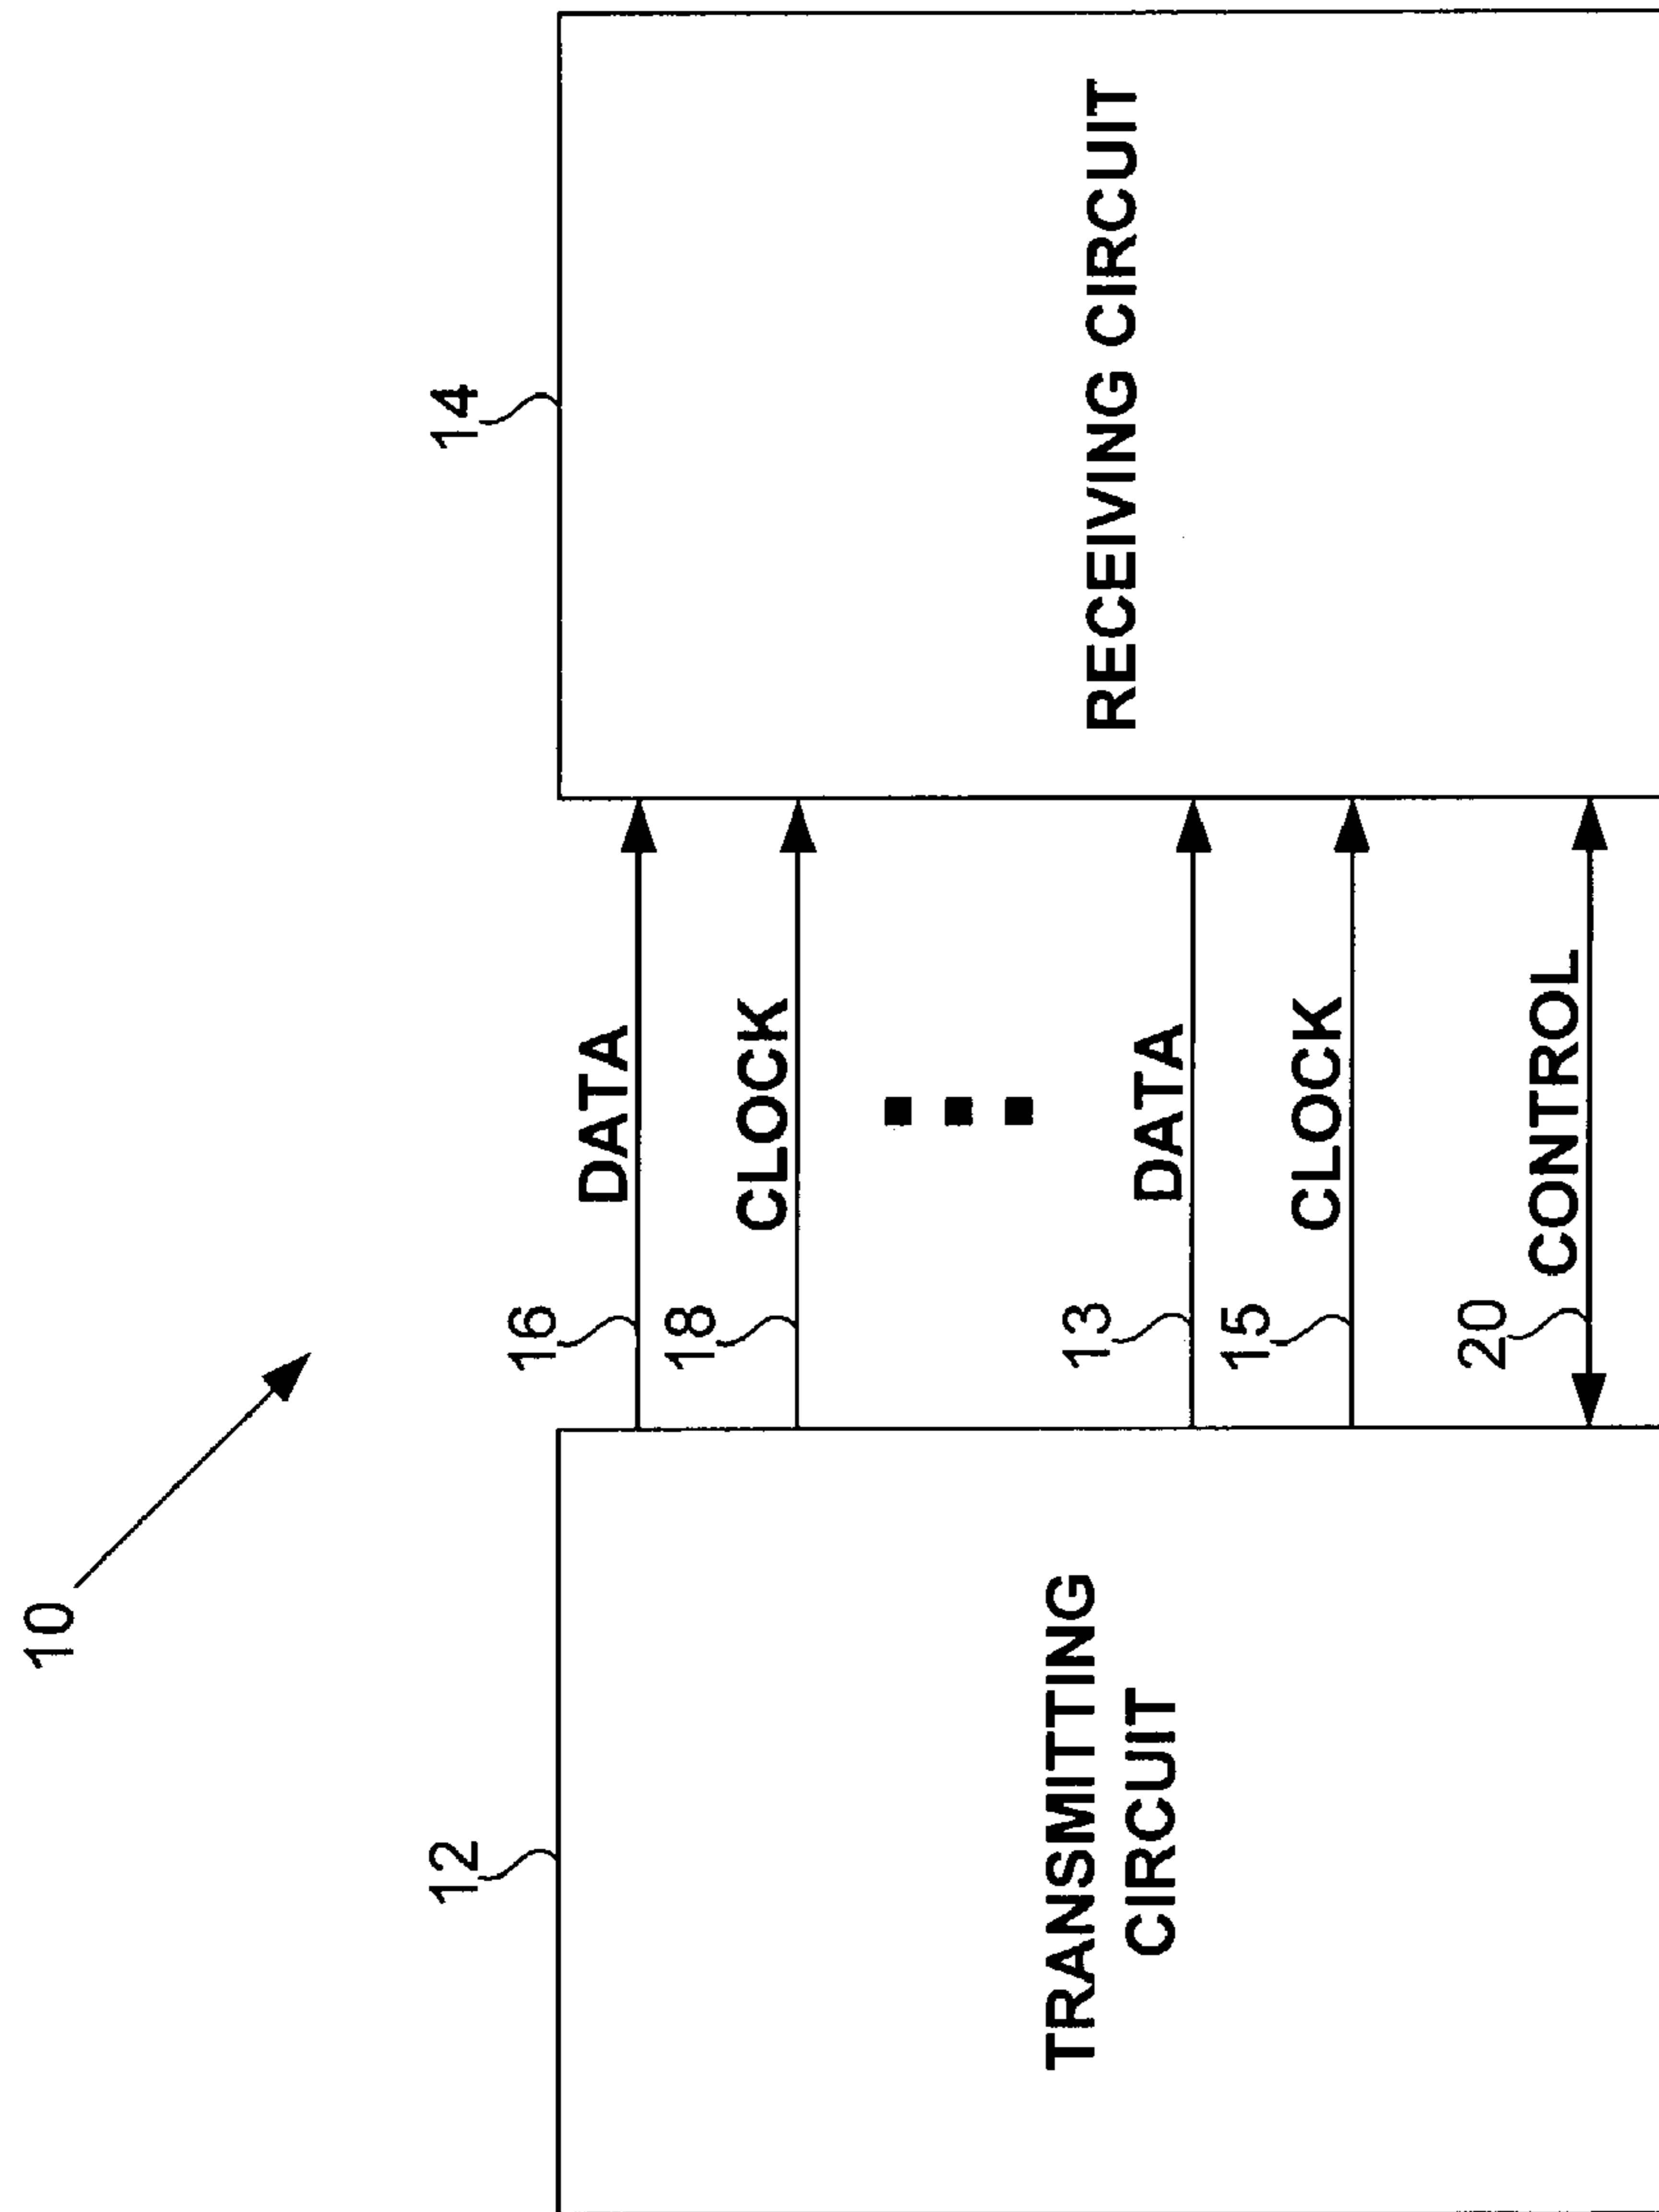 10
12
14
16
DATA
18
CLOCK
13
DATA
15
CLOCK
20
CONTROL
TRANSMITTING
CIRCUIT
RECEIVING CIRCUIT